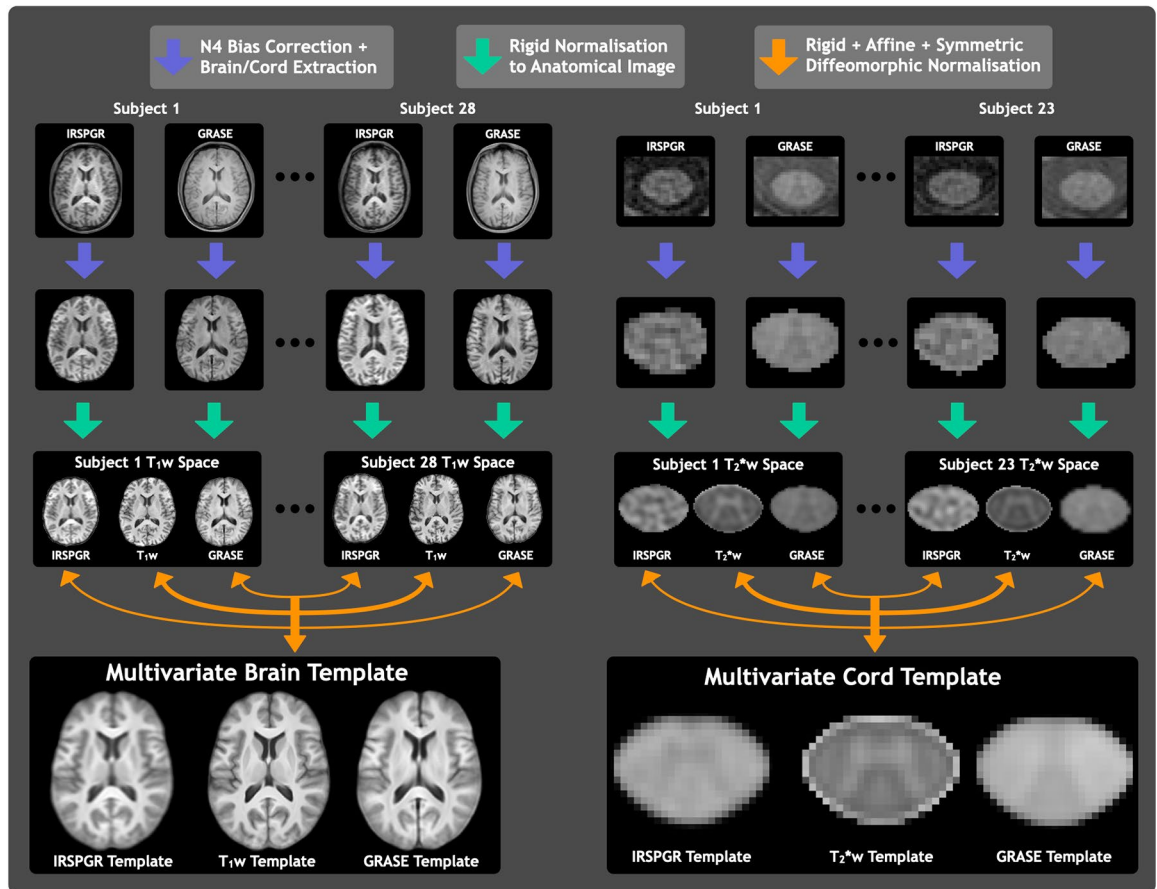 N4 Bias Correction +
Brain/Cord Extraction
Rigid Normalisation
to Anatomical Image
Rigid + Affine + Symmetric
Diffeomorphic Normalisation
Subject 1
Subject 28
Subject 1
Subject 23
IRSPGR
GRASE
IRSPGR
GRASE
IRSPGR
GRASE
IRSPGR
GRASE
Subject 1 T₁w Space
Subject 28 T₁w Space
Subject 1 T₂*w Space
Subject 23 T₂*w Space
IRSPGR
T₁w
GRASE
IRSPGR
T₁w
GRASE
IRSPGR
T₂*w
GRASE
IRSPGR
T₂*w
GRASE
Multivariate Brain Template
IRSPGR Template
T₁w Template
GRASE Template
Multivariate Cord Template
IRSPGR Template
T₂*w Template
GRASE Template